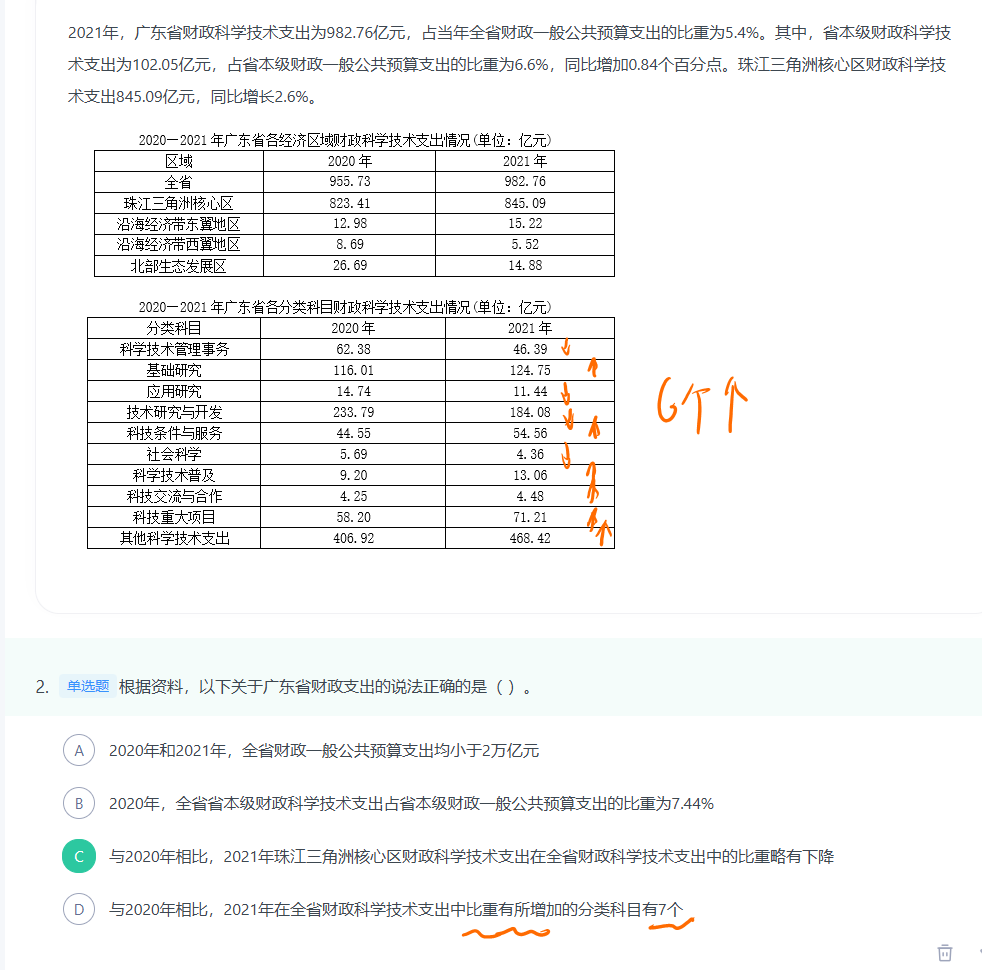 2021年，广东省财政科学技术支出为982.76亿元，占当年全省财政一般公共预算支出的比重为5.4%。其中，省本级财政科学技
术支出为102.05亿元，占省本级财政一般公共预算支出的比重为6.6%，同比增加0.84个百分点。珠江三角洲核心区财政科学技
术支出845.09亿元，同比增长2.6%。
2020—2021年广东省各经济区域财政科学技术支出情况(单位：亿元)
区域 2020年 2021年
全省 955.73 982.76
珠江三角洲核心区 823.41 845.09
沿海经济带东翼地区 12.98 15.22
沿海经济带西翼地区 8.69 5.52
北部生态发展区 26.69 14.88
2020—2021年广东省各分类科目财政科学技术支出情况(单位：亿元)
分类科目 2020年 2021年
科学技术管理事务 62.38 46.39 ↓
基础研究 116.01 124.75 ↑
应用研究 14.74 11.44 ↓
技术研究与开发 233.79 184.08 ↓
科技条件与服务 44.55 54.56 ↑
社会科学 5.69 4.36 ↓
科学技术普及 9.20 13.06 ↑
科技交流与合作 4.25 4.48 ↑
科技重大项目 58.20 71.21 ↑
其他科学技术支出 406.92 468.42 ↑
6个↑
2. 单选题 根据资料，以下关于广东省财政支出的说法正确的是（ ）。
A 2020年和2021年，全省财政一般公共预算支出均小于2万亿元
B 2020年，全省省本级财政科学技术支出占省本级财政一般公共预算支出的比重为7.44%
C 与2020年相比，2021年珠江三角洲核心区财政科学技术支出在全省财政科学技术支出中的比重略有下降
D 与2020年相比，2021年在全省财政科学技术支出中比重有所增加的分类科目有7个